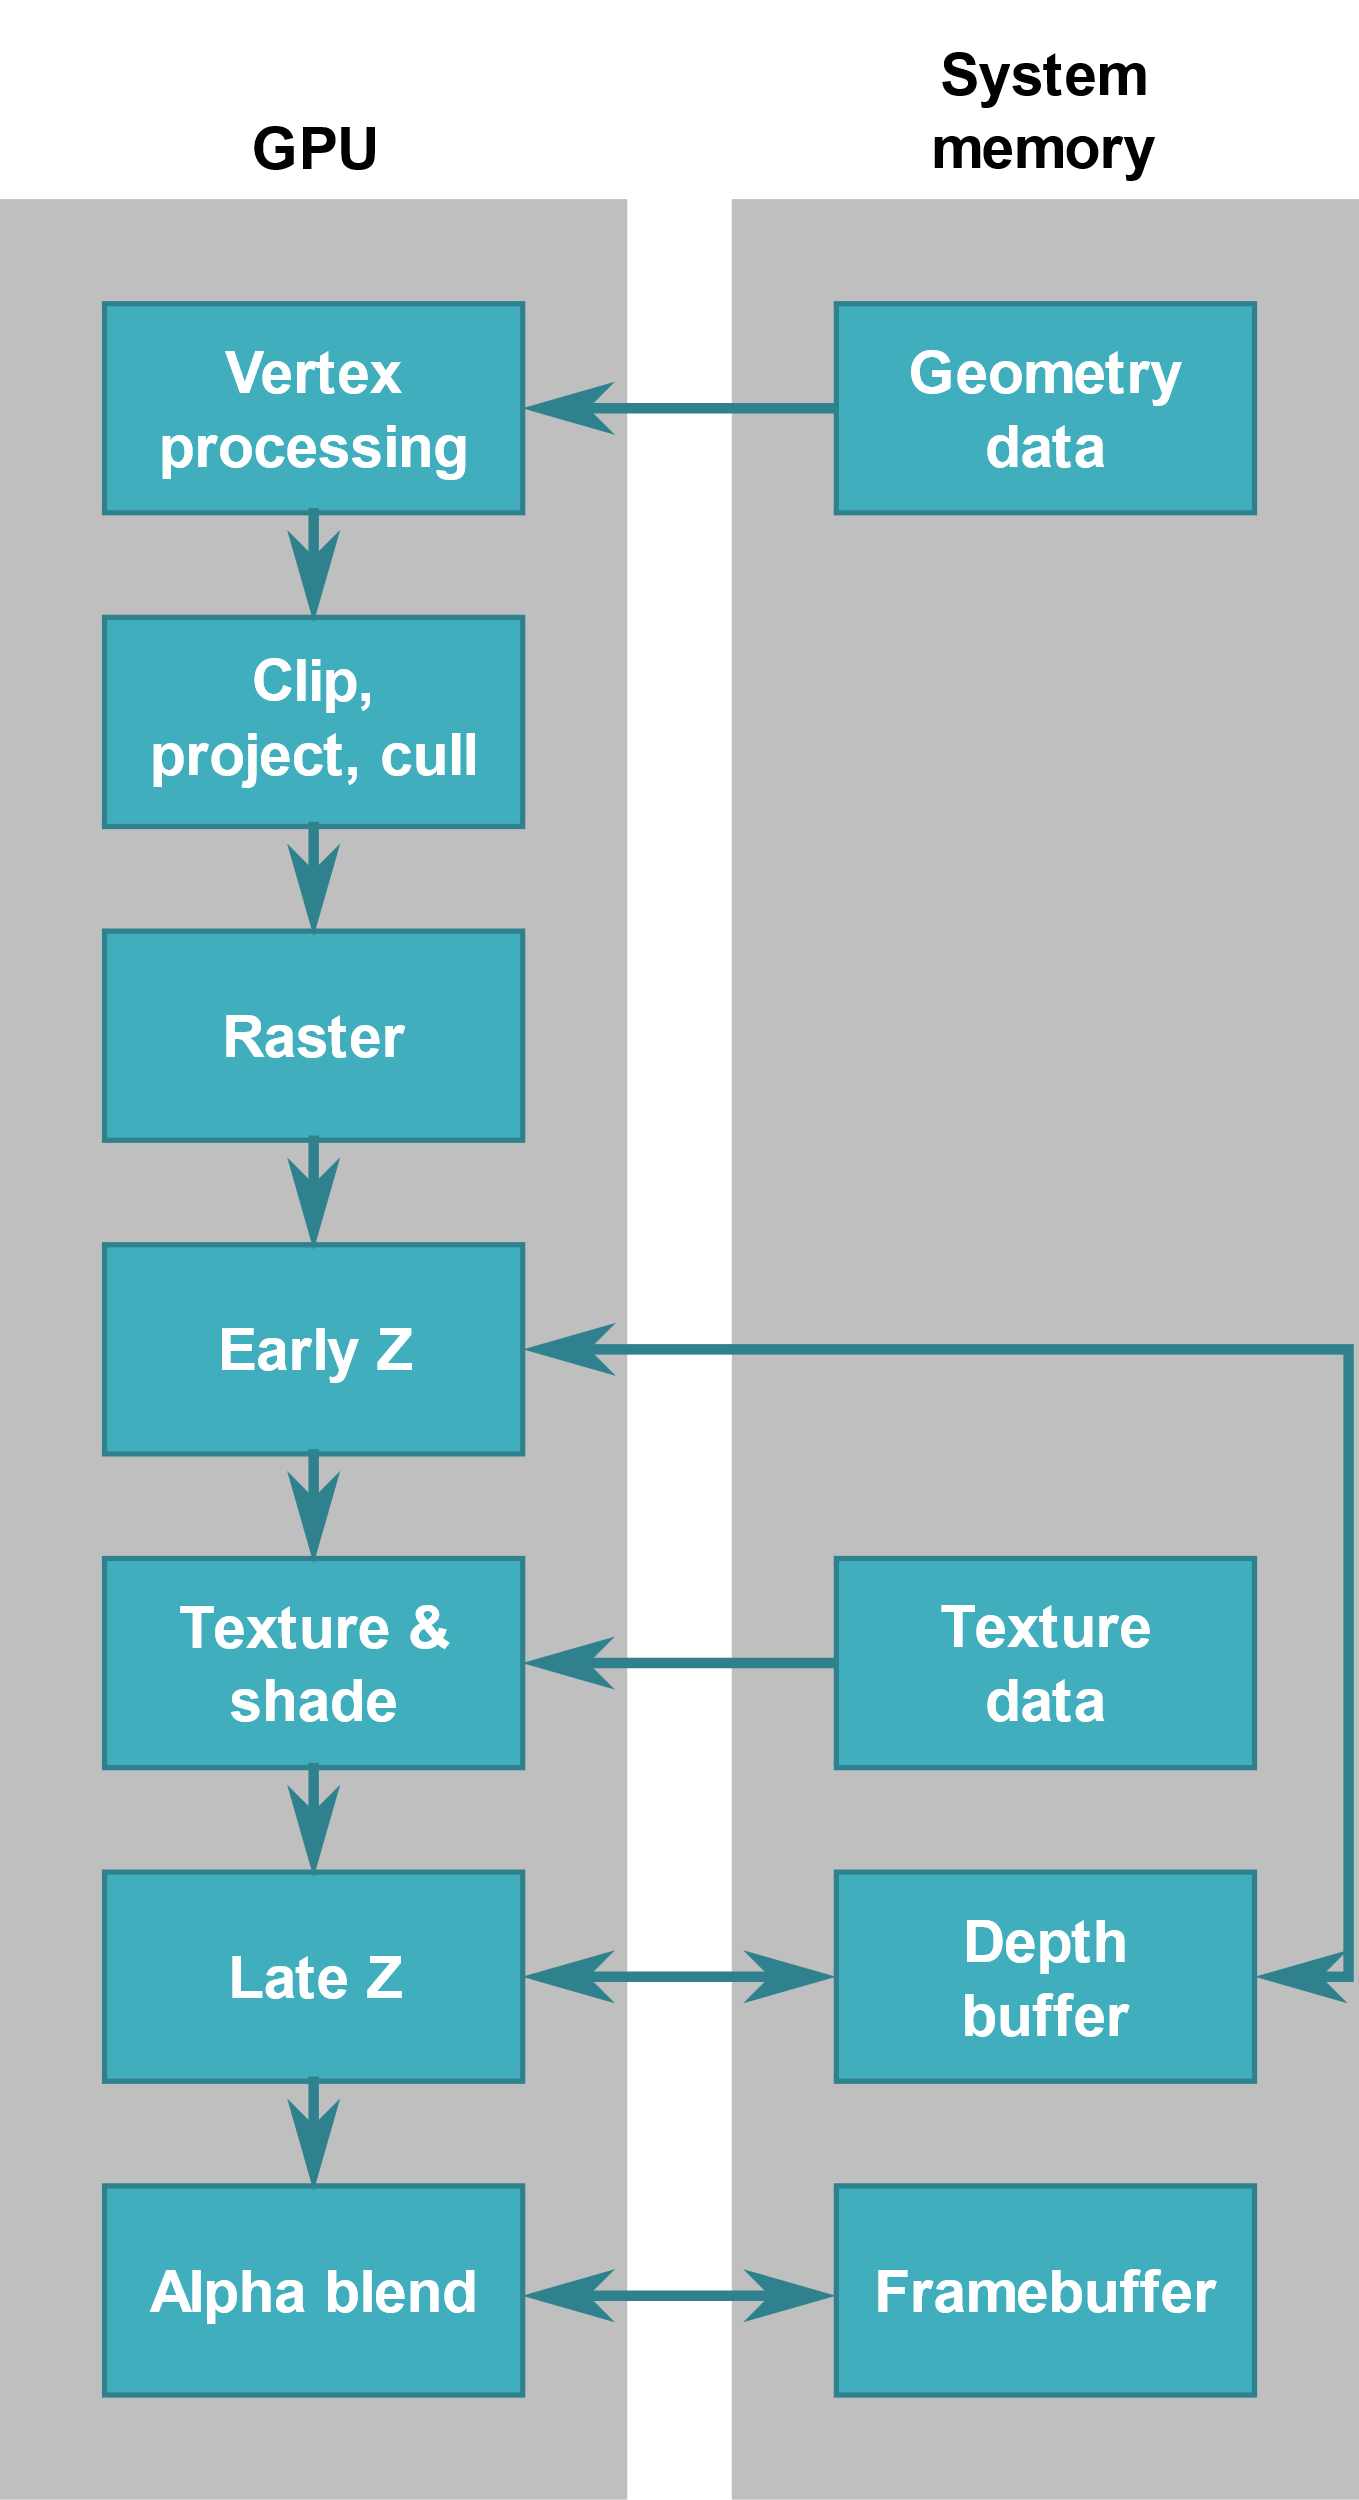 GPU
System
memory
Vertex
processing
Geometry
data
Clip,
project, cull
Raster
Early Z
Texture &
shade
Texture
data
Late Z
Depth
buffer
Alpha blend
Framebuffer